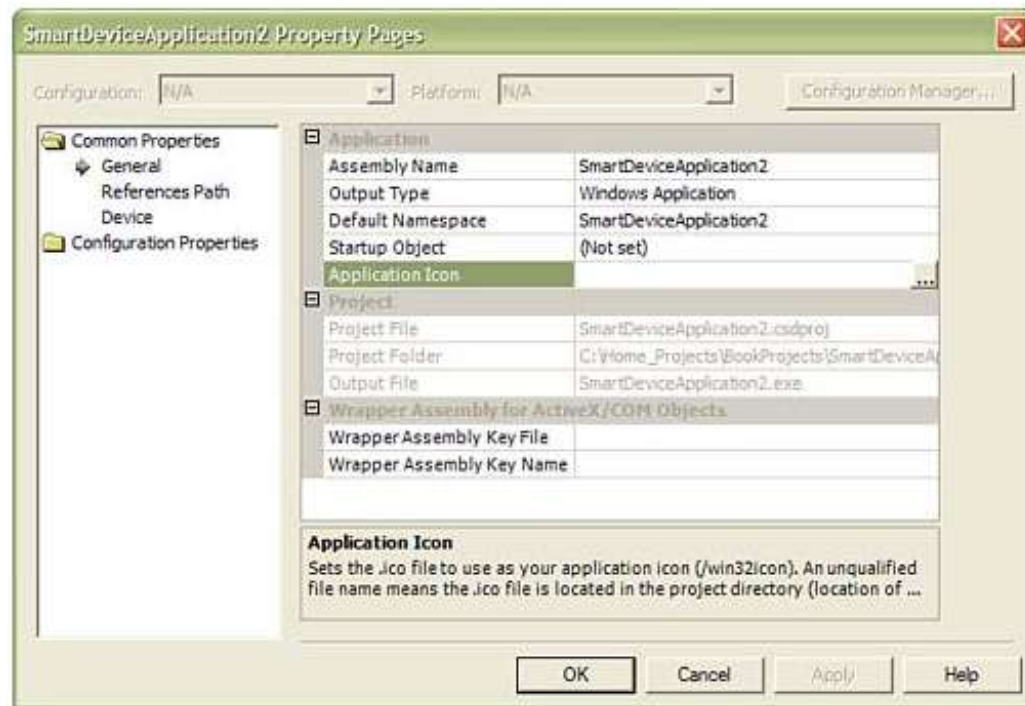 SmartDeviceApplication2 Property Pages
Configuration: N/A Platform: N/A Configuration Manager...
Common Properties
General
References Path
Device
Configuration Properties
Application
Assembly Name SmartDeviceApplication2
Output Type Windows Application
Default Namespace SmartDeviceApplication2
Startup Object (Not set)
Application Icon ...
Project
Project File SmartDeviceApplication2.csdproj
Project Folder C:\Home_Projects\BookProjects\SmartDeviceAp
Output File SmartDeviceApplication2.exe
Wrapper Assembly for ActiveX/COM Objects
Wrapper Assembly Key File
Wrapper Assembly Key Name
Application Icon
Sets the .ico file to use as your application icon (/win32icon). An unqualified
file name means the .ico file is located in the project directory (location of ...
OK Cancel Apply Help